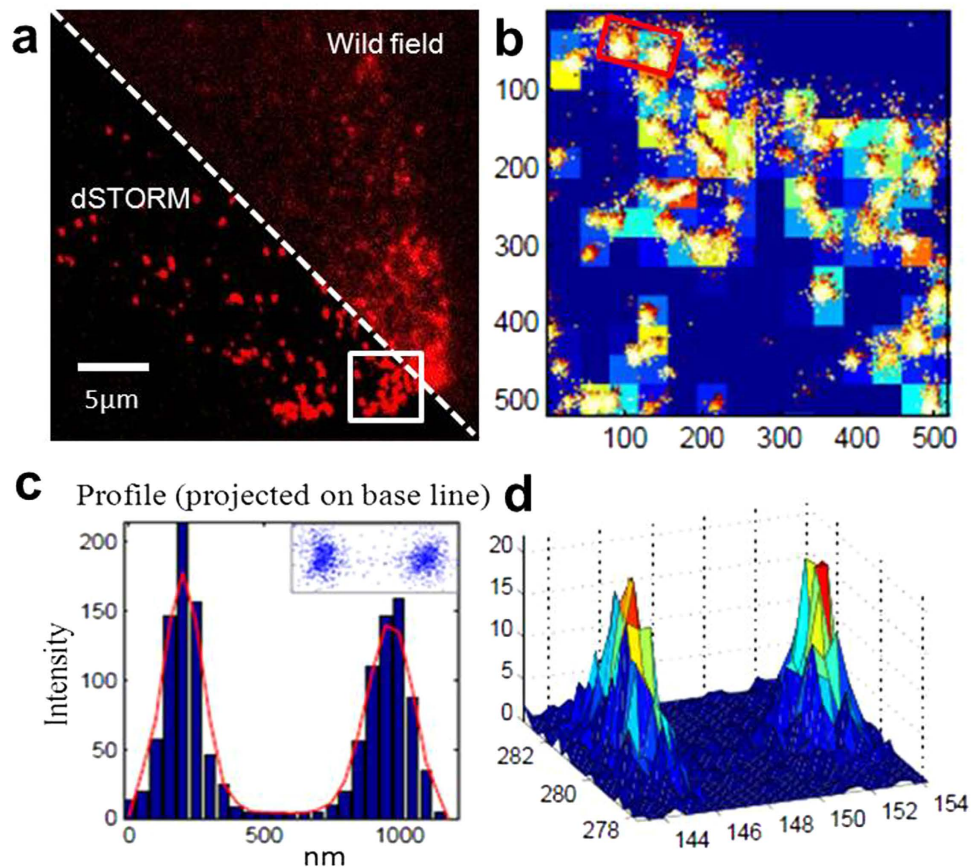 a
Wild field
dSTORM
5μm
b
100
200
300
400
500
100 200 300 400 500
c
Profile (projected on base line)
200
150
100
50
0
Intensity
0 500 1000
nm
d
20
15
10
5
0
282
280
278
144 146 148 150 152 154